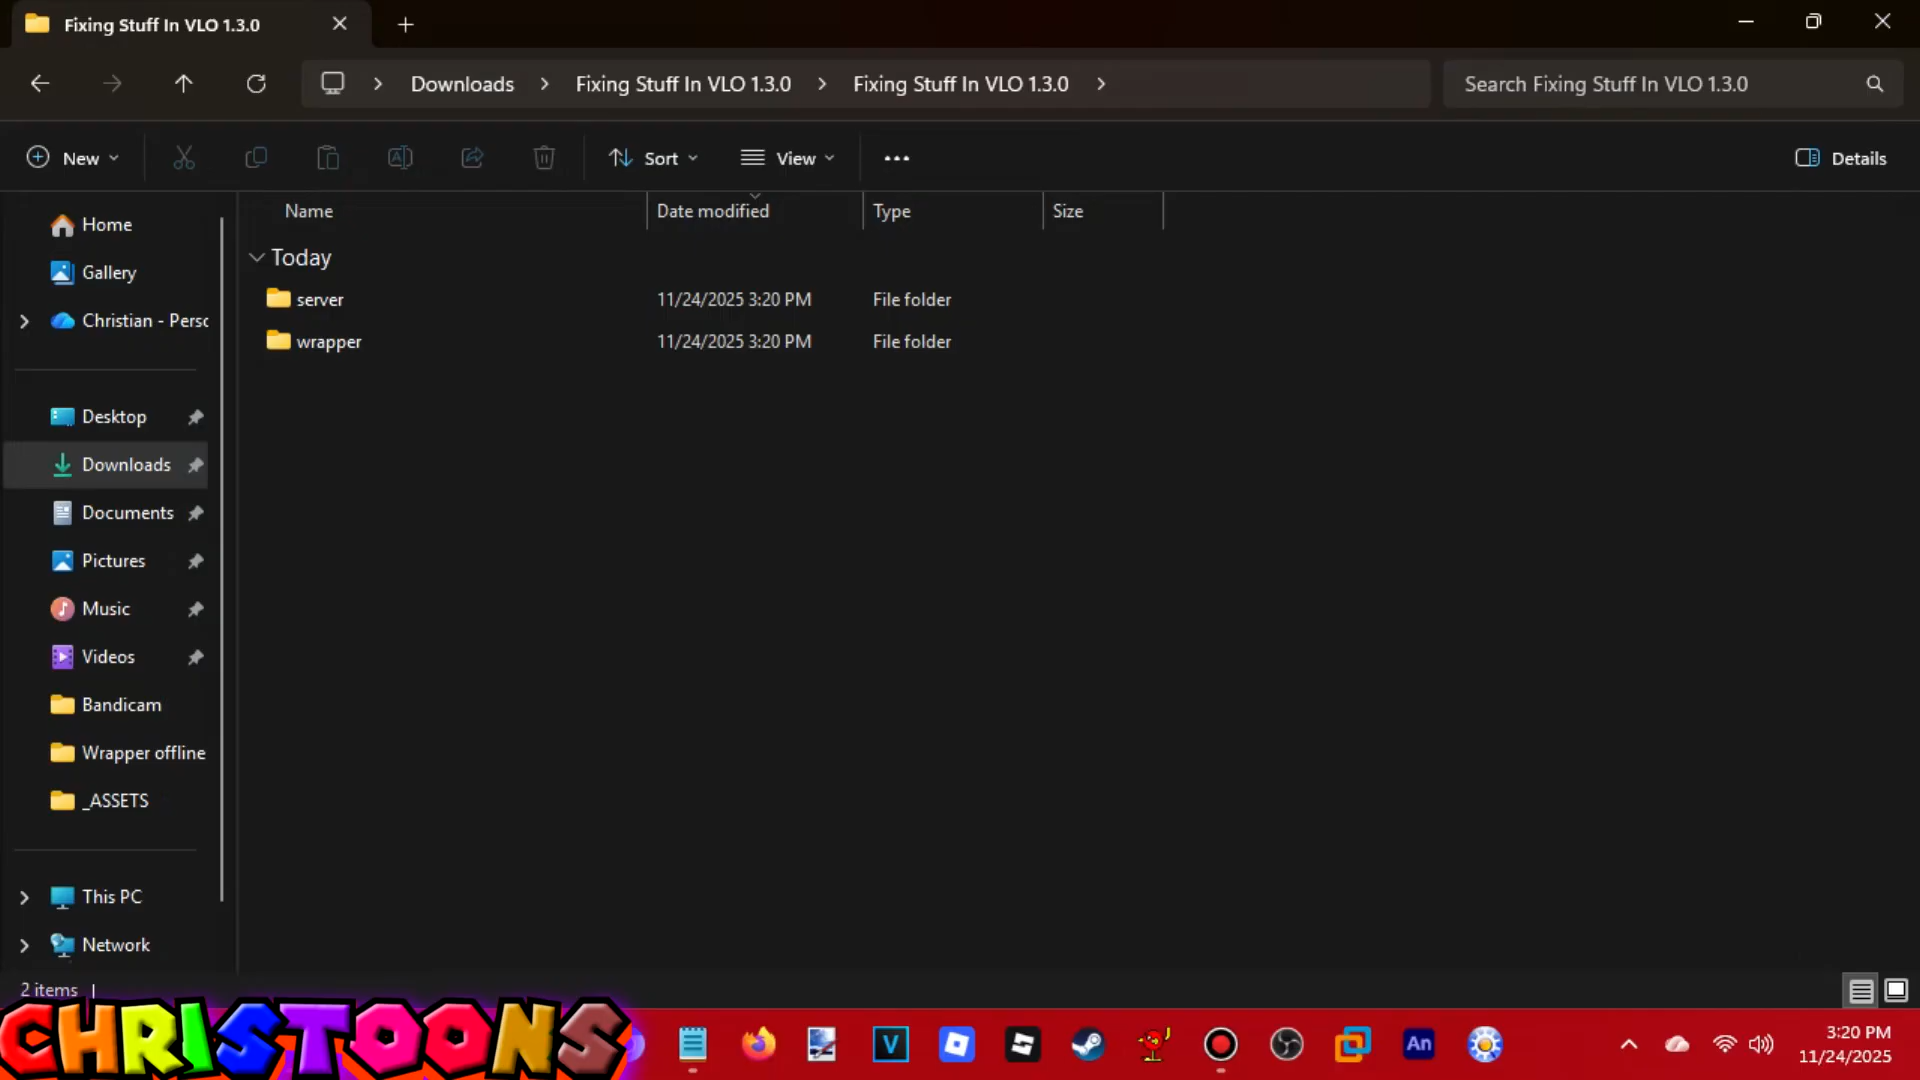 Fixing Stuff In VLO 1.3.0
Downloads Fixing Stuff In VLO 1.3.0 Fixing Stuff In VLO 1.3.0
Search Fixing Stuff In VLO 1.3.0
New Sort View Details
Name Date modified Type Size
Today
server 11/24/2025 3:20 PM File folder
wrapper 11/24/2025 3:20 PM File folder
Home
Gallery
Christian - Perso
Desktop
Downloads
Documents
Pictures
Music
Videos
Bandicam
Wrapper offline
_ASSETS
This PC
Network
2 items
CHRISTOONS
V
An
3:20 PM
11/24/2025